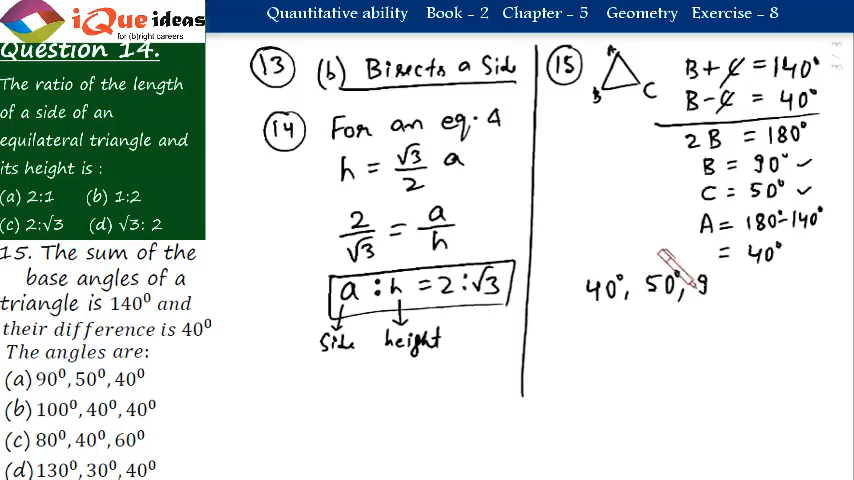 iQue ideas
for (b)right careers
Quantitative ability Book - 2 Chapter - 5 Geometry Exercise - 8
Question 14.
The ratio of the length
of a side of an
equilateral triangle and
its height is :
(a) 2:1 (b) 1:2
(c) 2:√3 (d) √3: 2
15. The sum of the
base angles of a
triangle is 140⁰ and
their difference is 40⁰
The angles are:
(a) 90⁰, 50⁰, 40⁰
(b) 100⁰, 40⁰, 40⁰
(c) 80⁰, 40⁰, 60⁰
(d) 130⁰, 30⁰, 40⁰
13 (b) Bisects a Side
14 For an eq. Δ
h = √3/2 a
2/√3 = a/h
a : h = 2 : √3
side height
15
A
B C
B + C = 140°
B - C = 40°
2B = 180°
B = 90° ✓
C = 50° ✓
A = 180° - 140°
= 40°
40°, 50°, 9